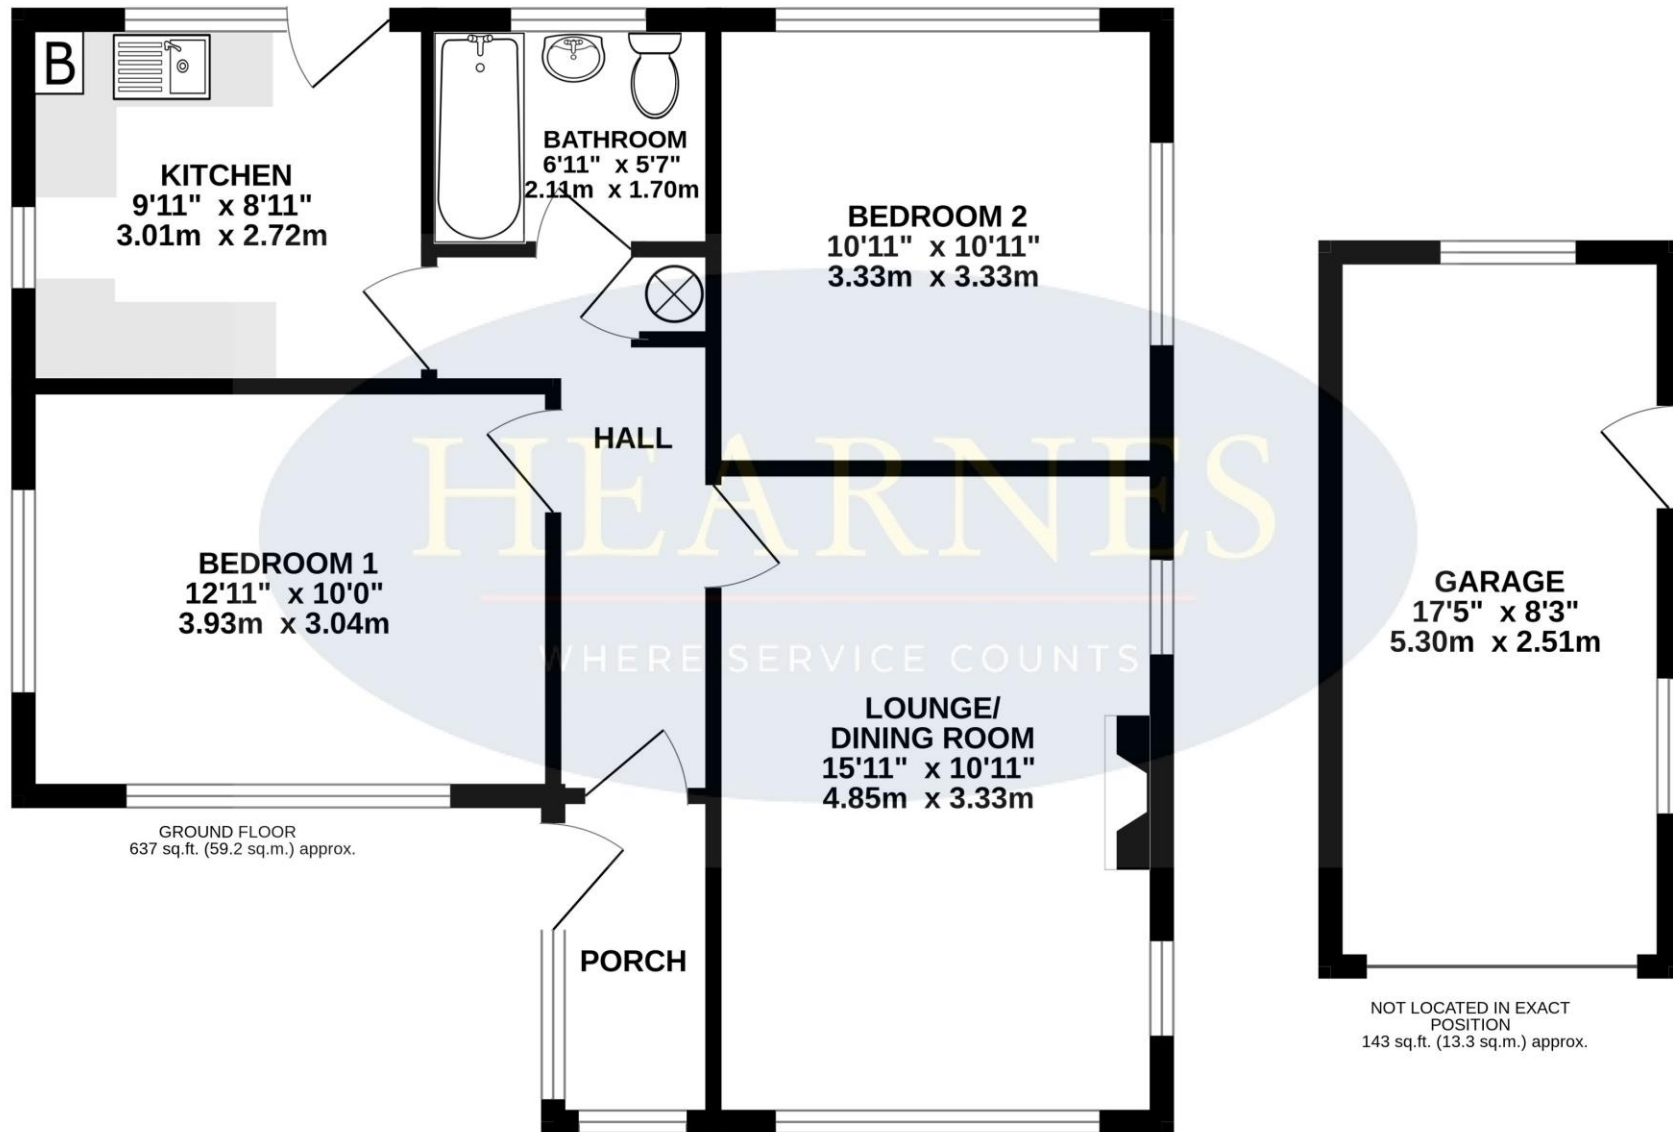 B
KITCHEN
9'11" x 8'11"
3.01m x 2.72m
BATHROOM
6'11" x 5'7"
2.11m x 1.70m
BEDROOM 2
10'11" x 10'11"
3.33m x 3.33m
HALL
HEARNES
WHERE SERVICE COUNTS
BEDROOM 1
12'11" x 10'0"
3.93m x 3.04m
GARAGE
17'5" x 8'3"
5.30m x 2.51m
LOUNGE/
DINING ROOM
15'11" x 10'11"
4.85m x 3.33m
GROUND FLOOR
637 sq.ft. (59.2 sq.m.) approx.
PORCH
NOT LOCATED IN EXACT
POSITION
143 sq.ft. (13.3 sq.m.) approx.